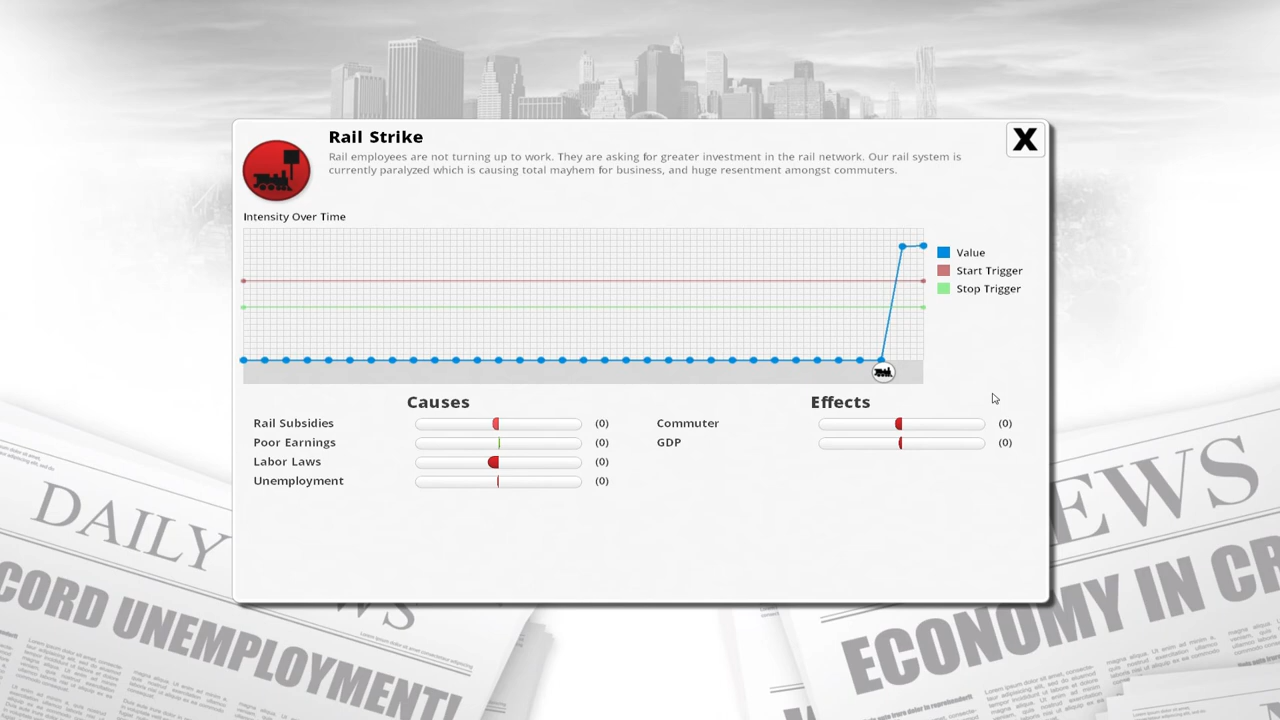 Rail Strike
Rail employees are not turning up to work. They are asking for greater investment in the rail network. Our rail system is
currently paralyzed which is causing total mayhem for business, and huge resentment amongst commuters.
X
Intensity Over Time
Value
Start Trigger
Stop Trigger
Causes
Rail Subsidies (0)
Poor Earnings (0)
Labor Laws (0)
Unemployment (0)
Effects
Commuter (0)
GDP (0)
DAILY
WS
CORD UNEMPLOYMENT!
EWS
ECONOMY IN CR